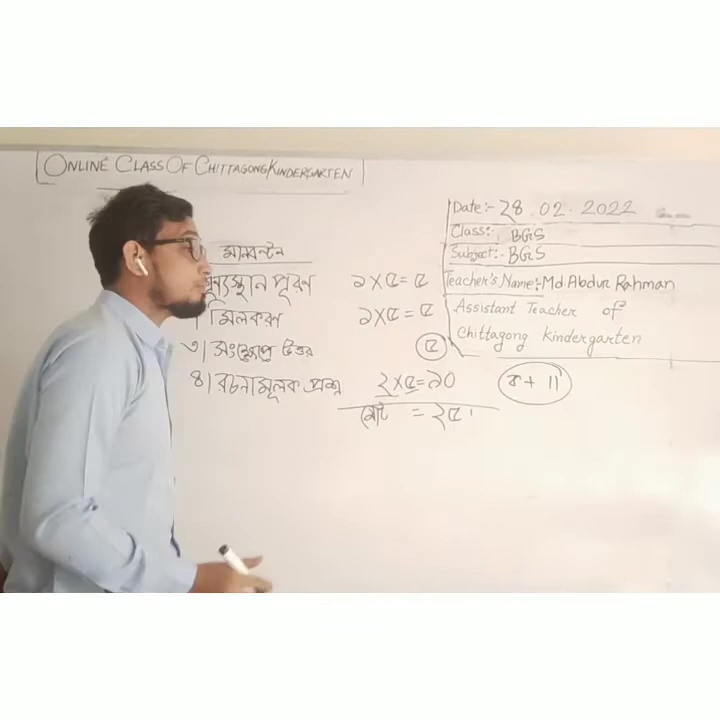 ONLINE CLASS OF CHITTAGONG KINDERGARTEN
Date:- 28.02.2022
Class: BGS
Subject:- BGS
Teacher's Name:- Md Abdur Rahman
Assistant Teacher of
Chittagong kindergarten
মানবন্টন
শূন্যস্থান পূরণ ১×৫=৫
মিলকরণ ১×৫=৫
৩| সংক্ষেপে উত্তর ৫
৪| রচনামূলক প্রশ্ন ২×৫=১০
মোট = ২৫